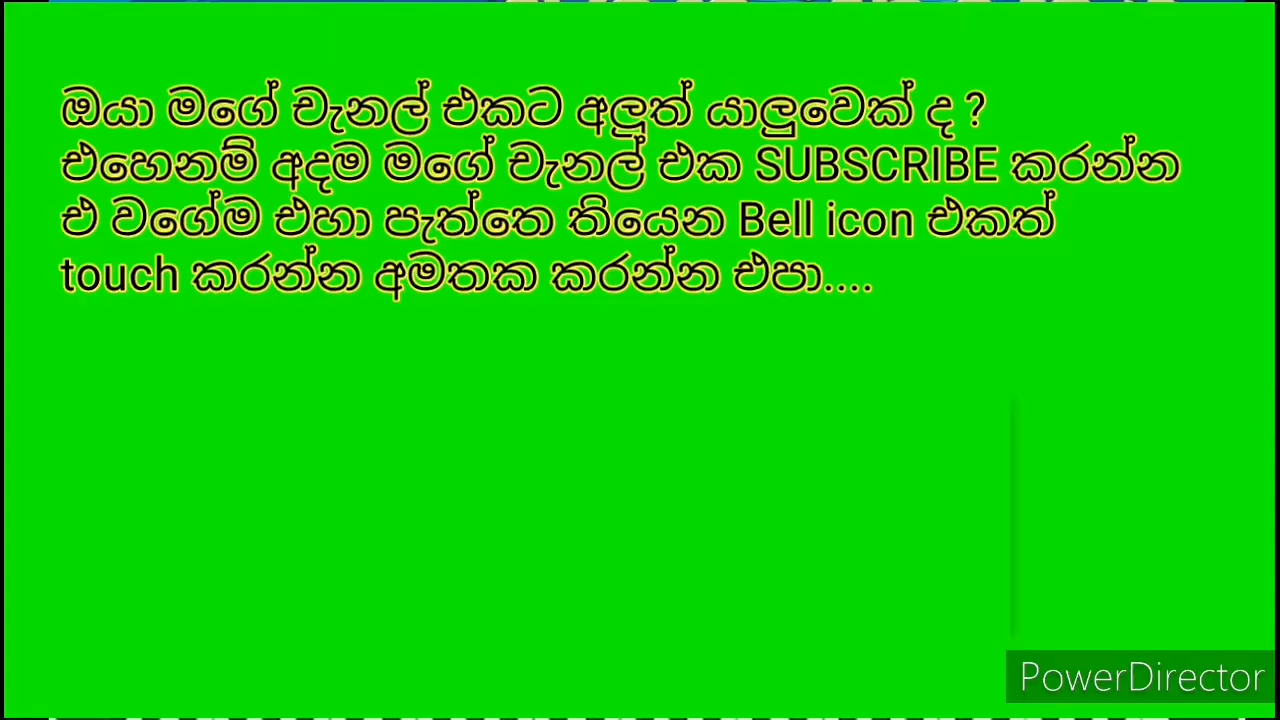 ඔයා මගේ චැනල් එකට අලුත් යාලුවෙක් ද ?
එහෙනම් අදම මගේ චැනල් එක SUBSCRIBE කරන්න
එ වගේම එහා පැත්තෙ තියෙන Bell icon එකත්
touch කරන්න අමතක කරන්න එපා....
PowerDirector